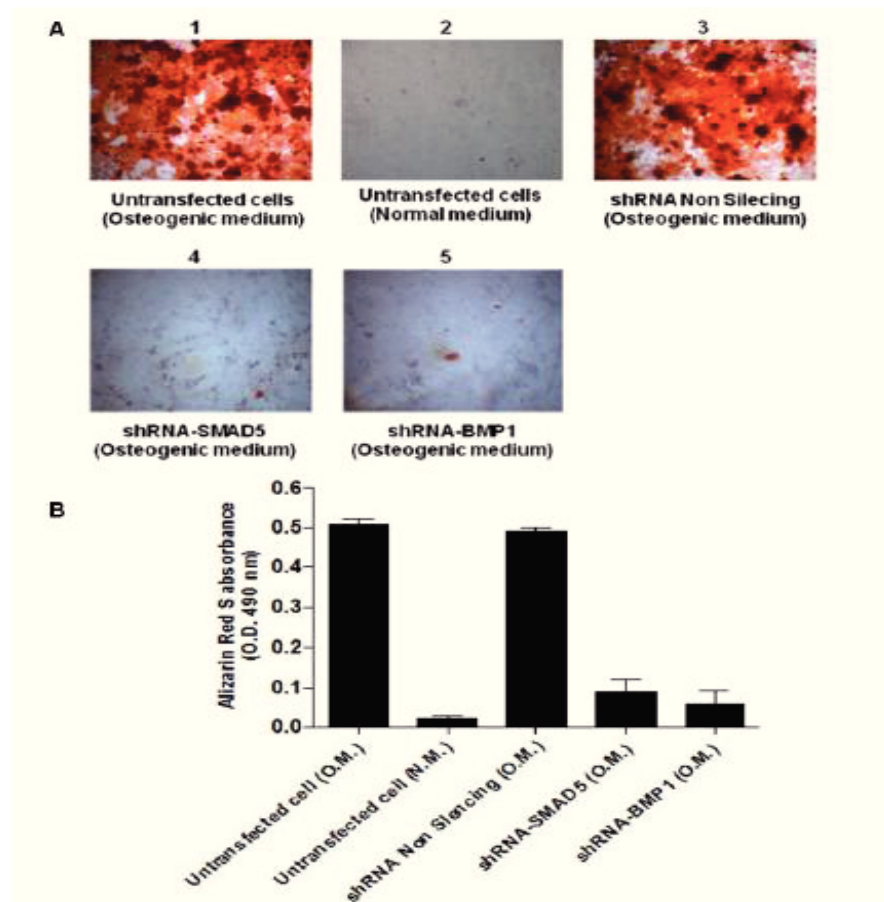 A
1
2
3
Untransfected cells
(Osteogenic medium)
Untransfected cells
(Normal medium)
shRNA Non Silecing
(Osteogenic medium)
4
5
shRNA-SMAD5
(Osteogenic medium)
shRNA-BMP1
(Osteogenic medium)
B
Alizarin Red S absorbance
(O.D. 490 nm)
0.6
0.5
0.4
0.3
0.2
0.1
0.0
Untransfected cell (O.M.)
Untransfected cell (N.M.)
shRNA Non Silencing (O.M.)
shRNA-SMAD5 (O.M.)
shRNA-BMP1 (O.M.)